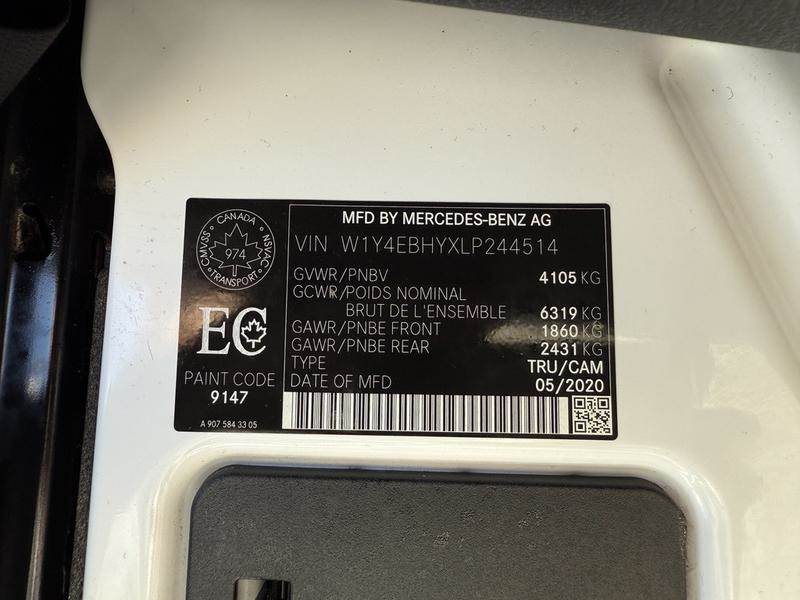 CANADA
CMVSS
NSVAC
974
TRANSPORT
EC
PAINT CODE
9147
A 907 584 33 05
MFD BY MERCEDES-BENZ AG
VIN W1Y4EBHYXLP244514
GVWR/PNBV 4105 KG
GCWR/POIDS NOMINAL
BRUT DE L'ENSEMBLE 6319 KG
GAWR/PNBE FRONT 1860 KG
GAWR/PNBE REAR 2431 KG
TYPE TRU/CAM
DATE OF MFD 05/2020